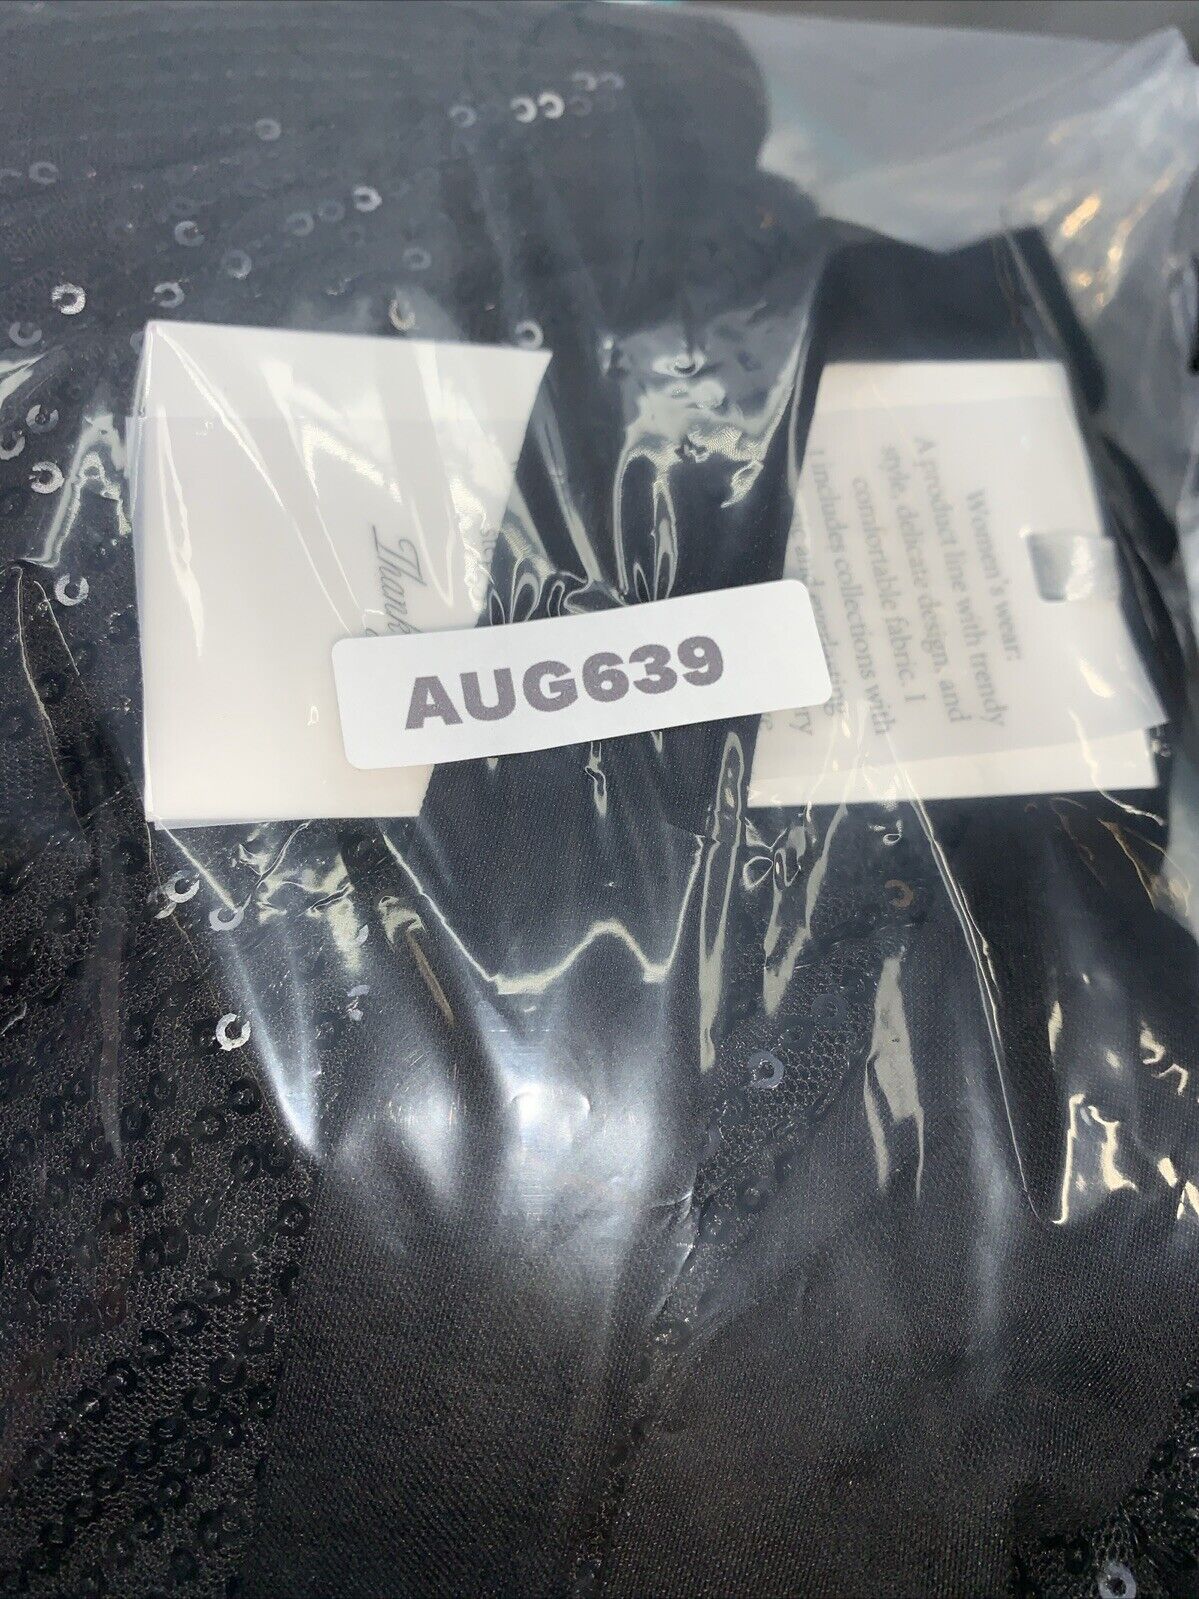 Thank
AUG639
Women's wear:
A product line with trendy
style, delicate design, and
comfortable fabric. I
includes collections with